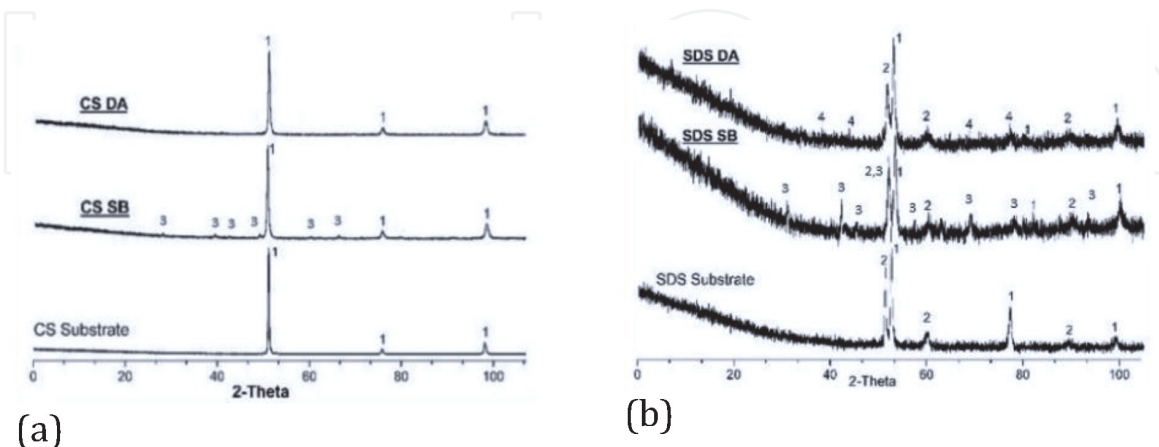 1
CS DA
1
1
1
CS SB
3 3 3 3 3 3
1
1
1
CS Substrate
1
1
0 20 40 60 80 100
2-Theta
(a)
1
SDS DA
2
4 4 2 4 4 1 2 1
SDS SB
2,3
1
3 3 3 3 2 3 3 1 2 3 1
1
2
SDS Substrate
2 1 2 1
0 20 40 60 80 100
2-Theta
(b)